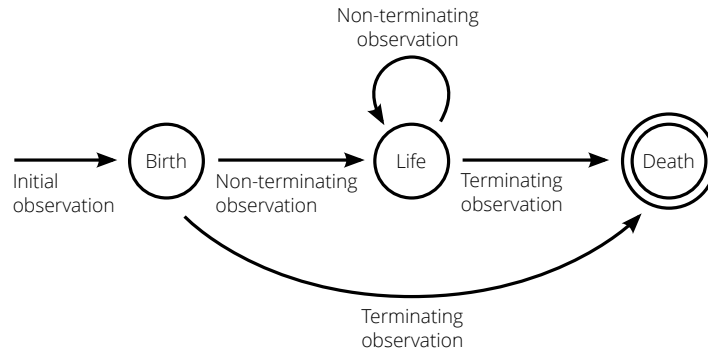 Non-terminating
observation
Birth
Life
Death
Initial
observation
Non-terminating
observation
Terminating
observation
Terminating
observation